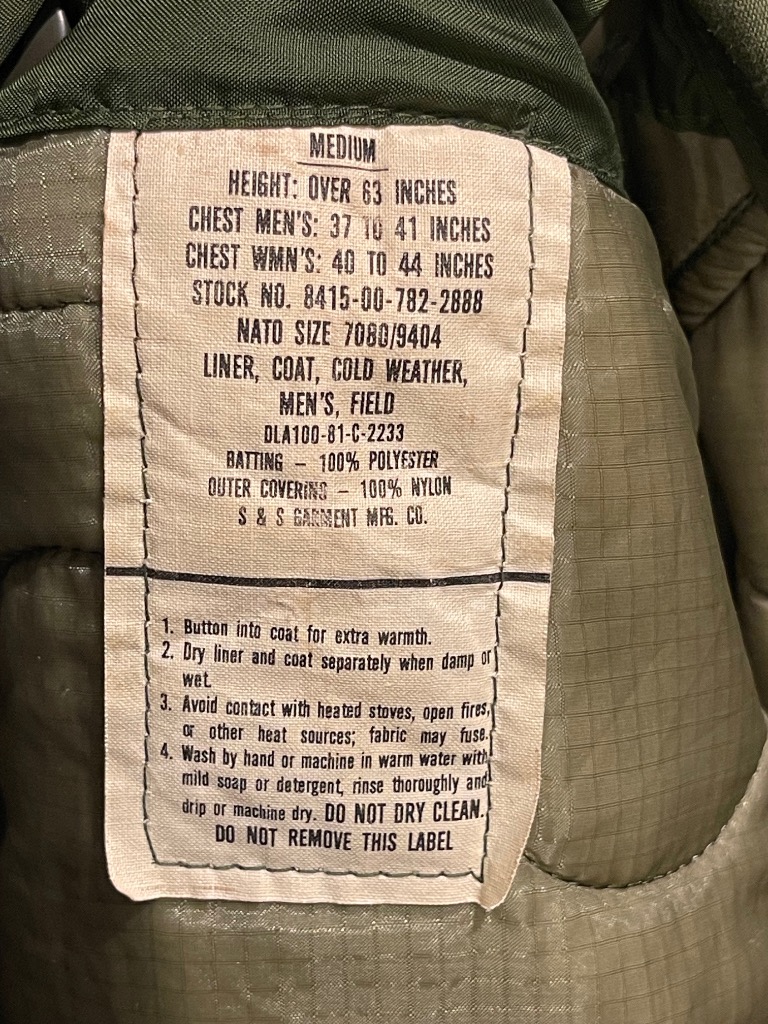 MEDIUM
HEIGHT: OVER 63 INCHES
CHEST MEN'S: 37 TO 41 INCHES
CHEST WMN'S: 40 TO 44 INCHES
STOCK NO. 8415-00-782-2888
NATO SIZE 7080/9404
LINER, COAT, COLD WEATHER,
MEN'S, FIELD
DLA100-81-C-2233
BATTING – 100% POLYESTER
OUTER COVERING – 100% NYLON
S & S GARMENT MFG. CO.
1. Button into coat for extra warmth.
2. Dry liner and coat separately when damp or
wet.
3. Avoid contact with heated stoves, open fires,
or other heat sources; fabric may fuse.
4. Wash by hand or machine in warm water with
mild soap or detergent, rinse thoroughly and
drip or machine dry. DO NOT DRY CLEAN.
DO NOT REMOVE THIS LABEL